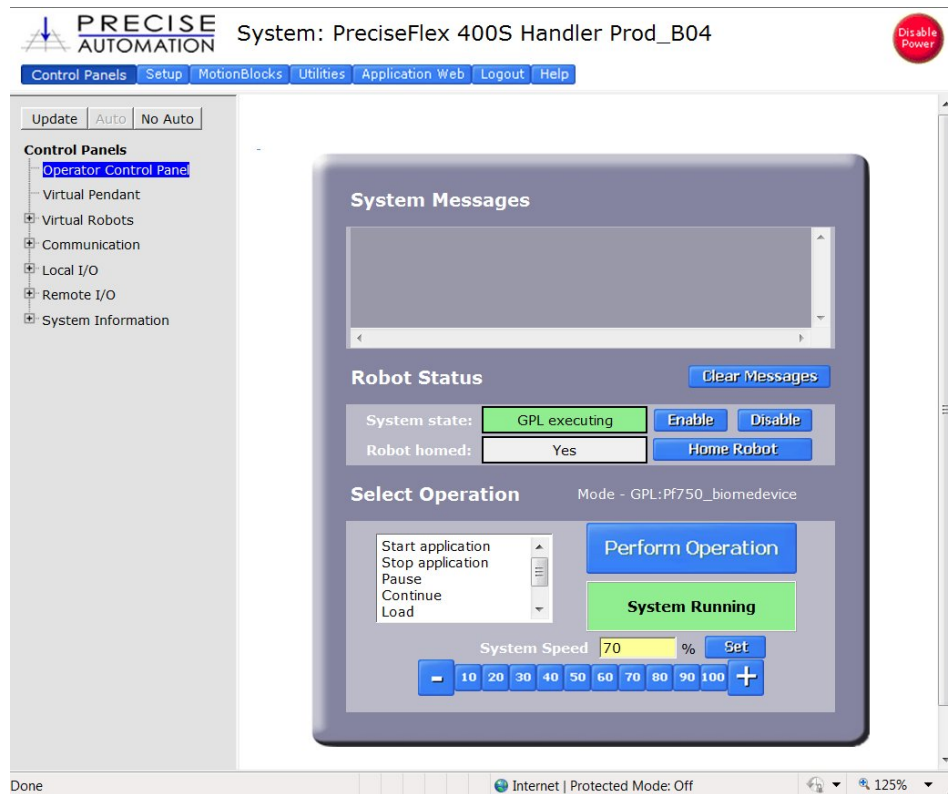 PRECISE
AUTOMATION
System: PreciseFlex 400S Handler Prod_B04
Disable
Power
Control Panels Setup MotionBlocks Utilities Application Web Logout Help
Update Auto No Auto
Control Panels
Operator Control Panel
Virtual Pendant
Virtual Robots
Communication
Local I/O
Remote I/O
System Information
System Messages
Robot Status Clear Messages
System state: GPL executing Enable Disable
Robot homed: Yes Home Robot
Select Operation Mode - GPL:Pf750_biomedevice
Start application
Stop application
Pause
Continue
Load
Perform Operation
System Running
System Speed 70 % Set
- 10 20 30 40 50 60 70 80 90 100 +
Done Internet | Protected Mode: Off 125%